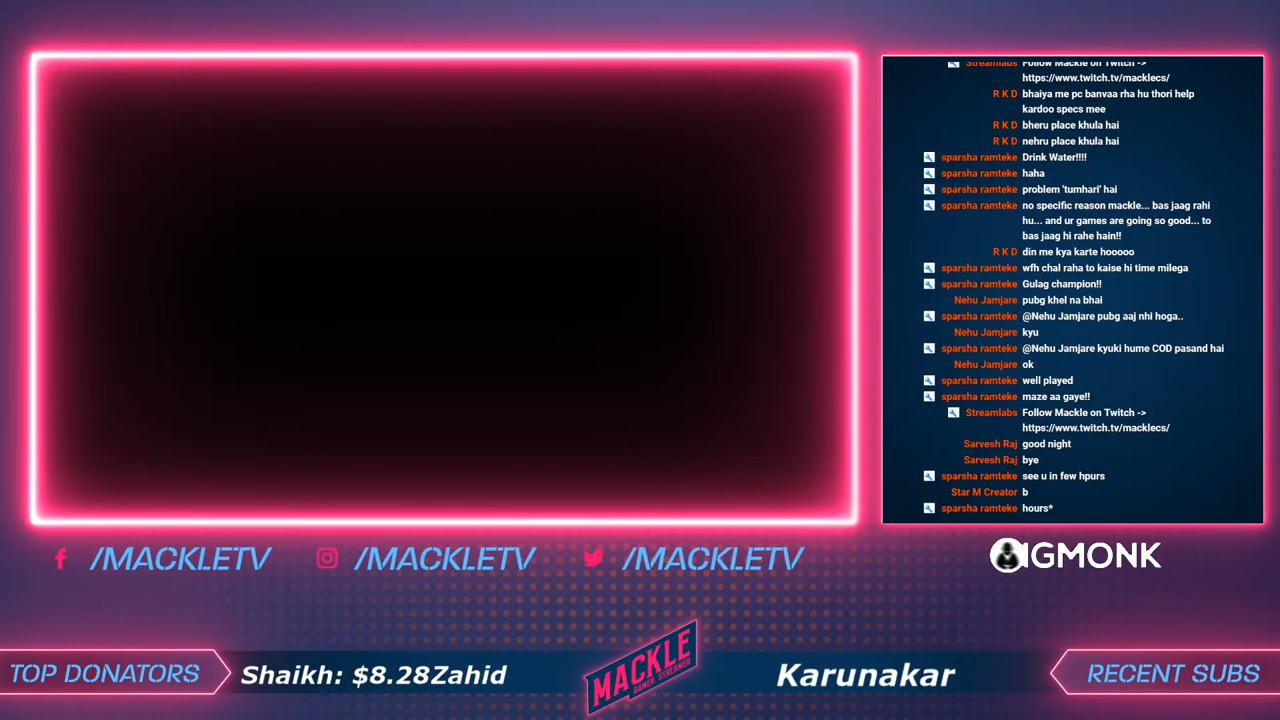 Streamlabs Follow Mackle on Twitch ->
https://www.twitch.tv/macklecs/
R K D bhaiya me pc banvaa rha hu thori help
kardoo specs mee
R K D bheru place khula hai
R K D nehru place khula hai
sparsha ramteke Drink Water!!!!
sparsha ramteke haha
sparsha ramteke problem 'tumhari' hai
sparsha ramteke no specific reason mackle... bas jaag rahi
hu... and ur games are going so good... to
bas jaag hi rahe hain!!
R K D din me kya karte hooooo
sparsha ramteke wfh chal raha to kaise hi time milega
sparsha ramteke Gulag champion!!
Nehu Jamjare pubg khel na bhai
sparsha ramteke @Nehu Jamjare pubg aaj nhi hoga..
Nehu Jamjare kyu
sparsha ramteke @Nehu Jamjare kyuki hume COD pasand hai
Nehu Jamjare ok
sparsha ramteke well played
sparsha ramteke maze aa gaye!!
Streamlabs Follow Mackle on Twitch ->
https://www.twitch.tv/macklecs/
Sarvesh Raj good night
Sarvesh Raj bye
sparsha ramteke see u in few hpurs
Star M Creator b
sparsha ramteke hours*
/MACKLETV /MACKLETV /MACKLETV
IGMONK
MACKLE
GAMER STREAMER
TOP DONATORS Shaikh: $8.28Zahid Karunakar RECENT SUBS